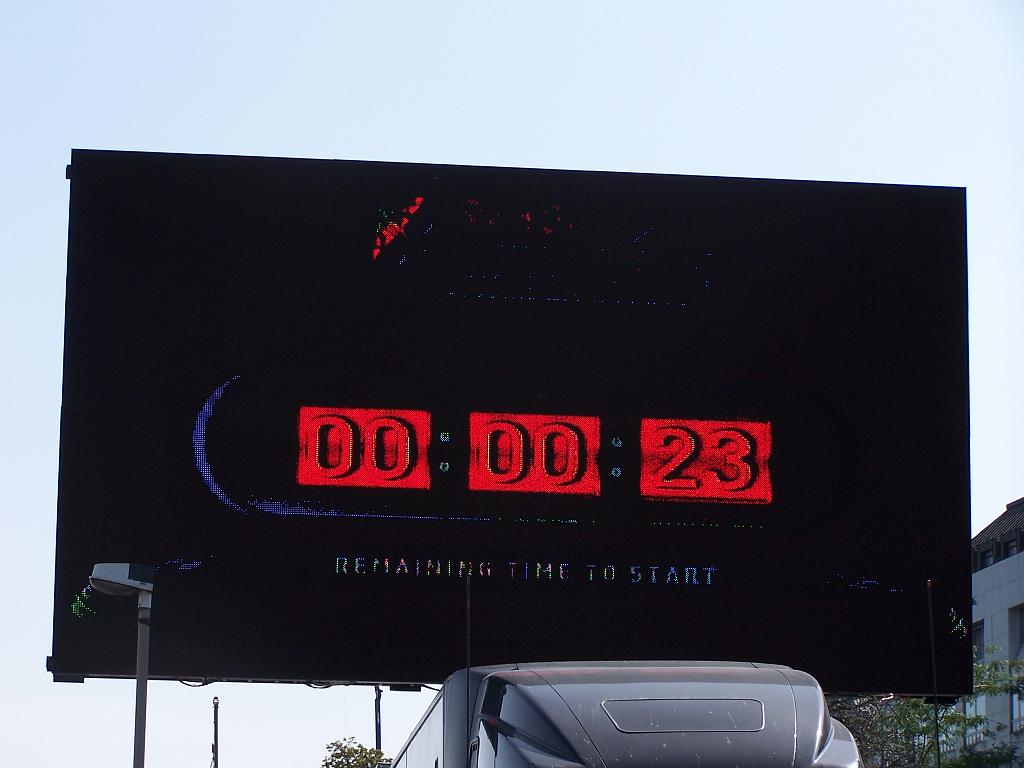 00:00:23
REMAINING TIME TO START